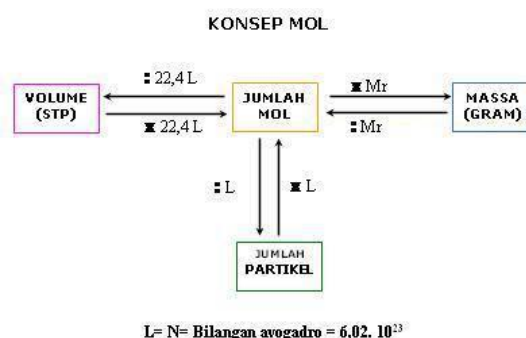 KONSEP MOL
: 22,4 L
x Mr
VOLUME
(STP)
JUMLAH
MOL
MASSA
(GRAM)
x 22,4 L
: Mr
: L
x L
JUMLAH
PARTIKEL
L= N= Bilangan avogadro = 6.02. 10²³